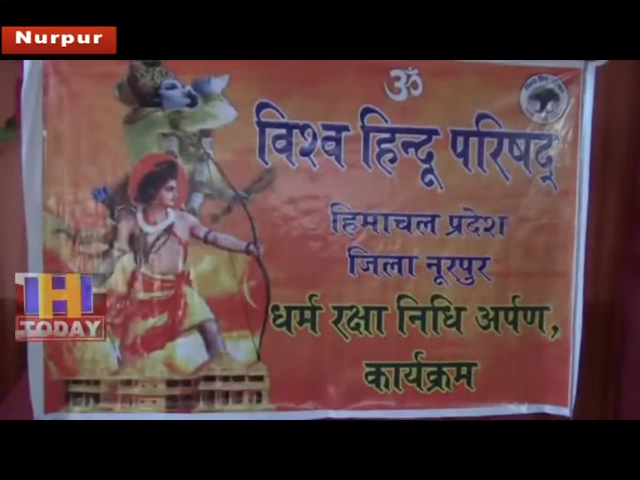 Nurpur
ॐ
विश्व हिन्दू परिषद्
हिमाचल प्रदेश
जिला नूरपुर
H
TODAY
धर्म रक्षा निधि अर्पण,
कार्यक्रम